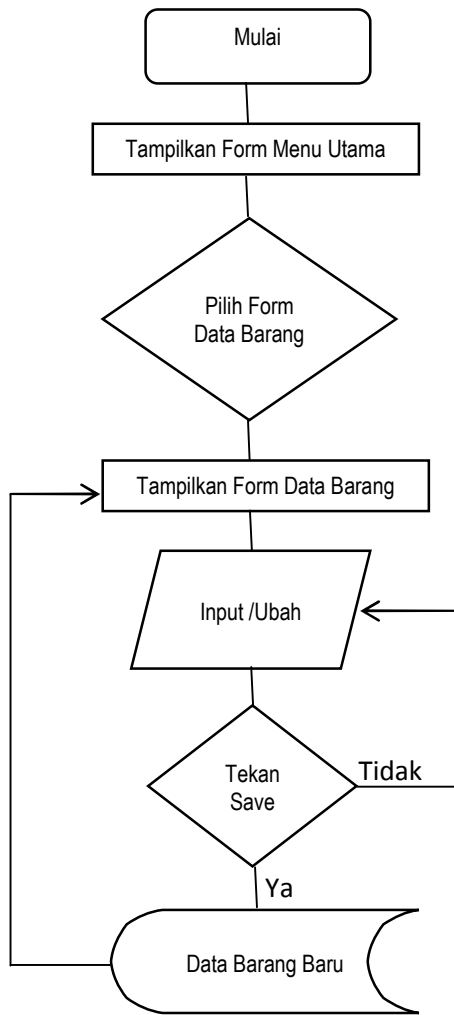 Mulai
Tampilkan Form Menu Utama
Pilih Form
Data Barang
Tampilkan Form Data Barang
Input /Ubah
Tekan
Save
Tidak
Ya
Data Barang Baru